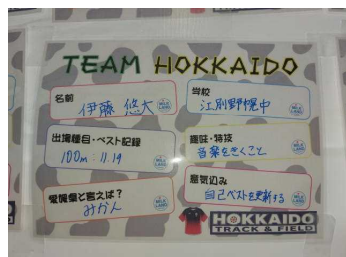 TEAM HOKKAIDO
名前
伊藤 悠大
学校
江別野幌中
出場種目・ベスト記録
100m : 11.19
趣味・特技
音楽をきくこと
愛媛県と言えば?
みかん
意気込み
自己ベストを更新する
HOKKAIDO
TRACK & FIELD